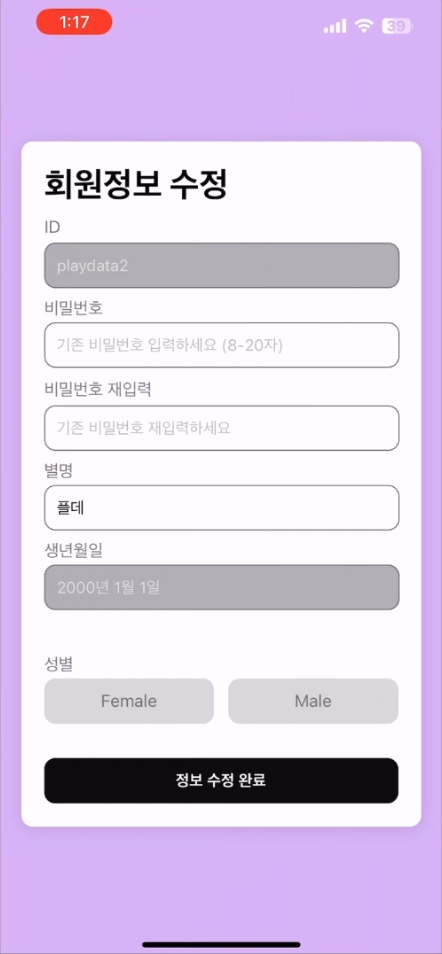 1:17
39
회원정보 수정
ID
playdata2
비밀번호
기존 비밀번호 입력하세요 (8-20자)
비밀번호 재입력
기존 비밀번호 재입력하세요
별명
플데
생년월일
2000년 1월 1일
성별
Female
Male
정보 수정 완료